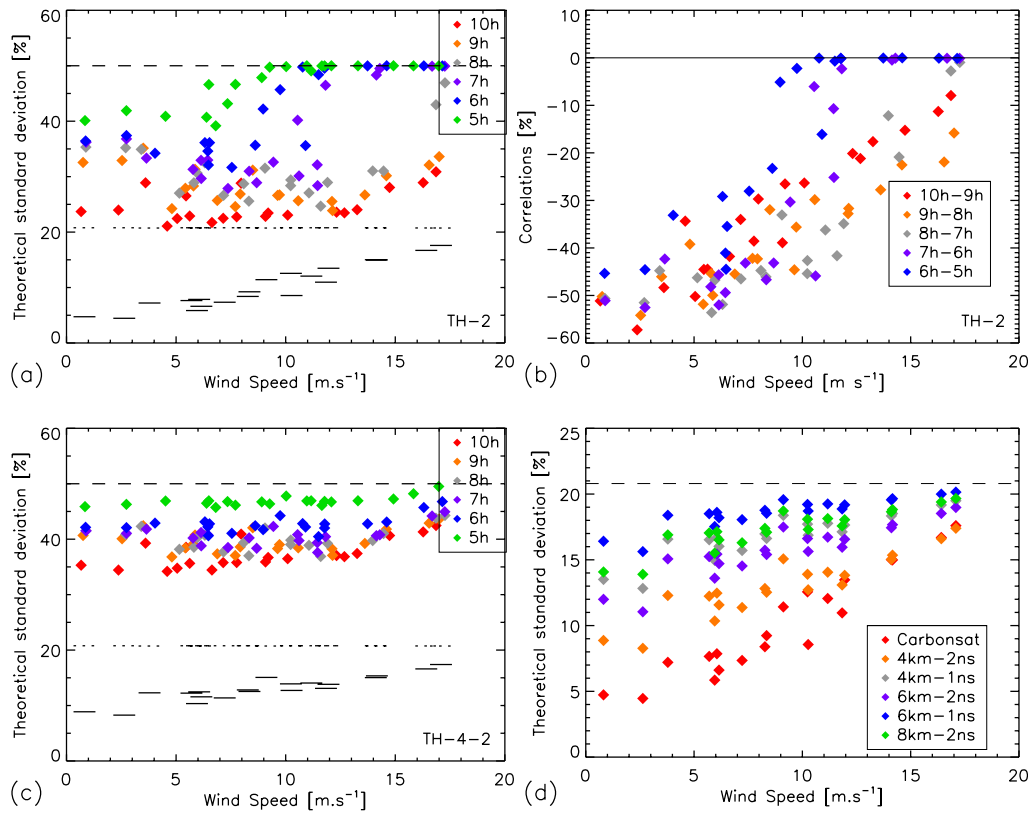 60
40
20
0
Theoretical standard deviation [%]
10h
9h
8h
7h
6h
5h
TH−2
0 5 10 15 20
(a)
Wind Speed [m.s−1]
10
0
−10
−20
−30
−40
−50
−60
Correlations [%]
10h−9h
9h−8h
8h−7h
7h−6h
6h−5h
TH−2
0 5 10 15 20
(b)
Wind Speed [m s−1]
60
40
20
0
Theoretical standard deviation [%]
10h
9h
8h
7h
6h
5h
TH−4−2
0 5 10 15 20
(c)
Wind Speed [m.s−1]
25
20
15
10
5
0
Theoretical standard deviation [%]
Carbonsat
4km−2ns
4km−1ns
6km−2ns
6km−1ns
8km−2ns
0 5 10 15 20
(d)
Wind Speed [m.s−1]